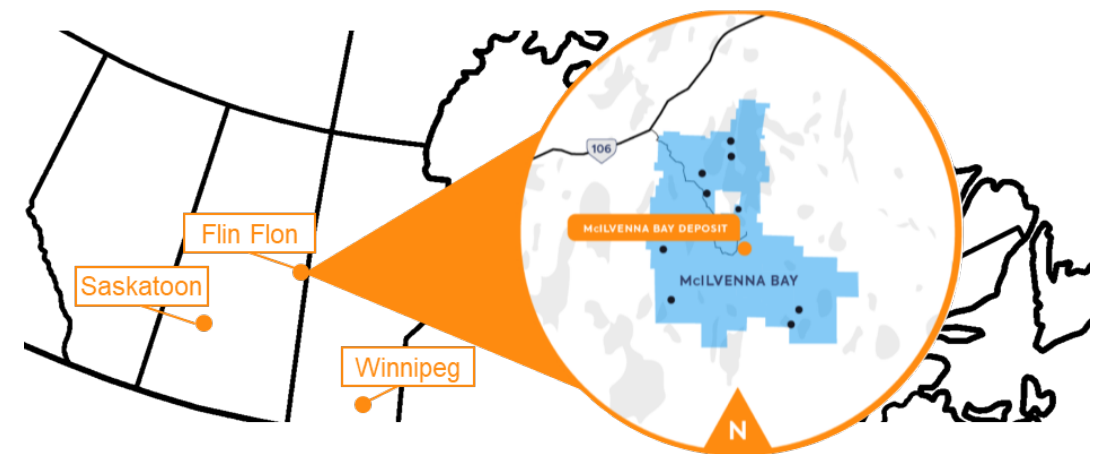 106
Flin Flon
McILVENNA BAY DEPOSIT
Saskatoon
McILVENNA BAY
Winnipeg
N